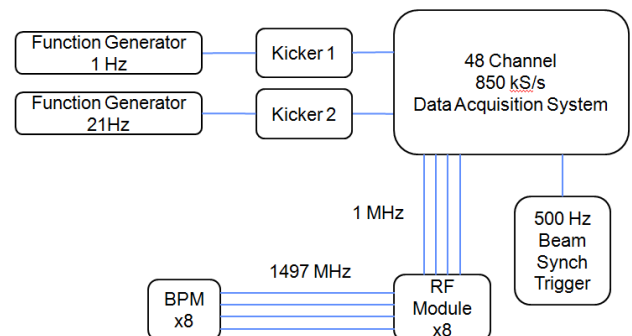 Function Generator
1 Hz
Kicker 1
48 Channel
850 kS/s
Data Acquisition System
Function Generator
21Hz
Kicker 2
1 MHz
500 Hz
Beam
Synch
Trigger
1497 MHz
BPM
x8
RF
Module
x8